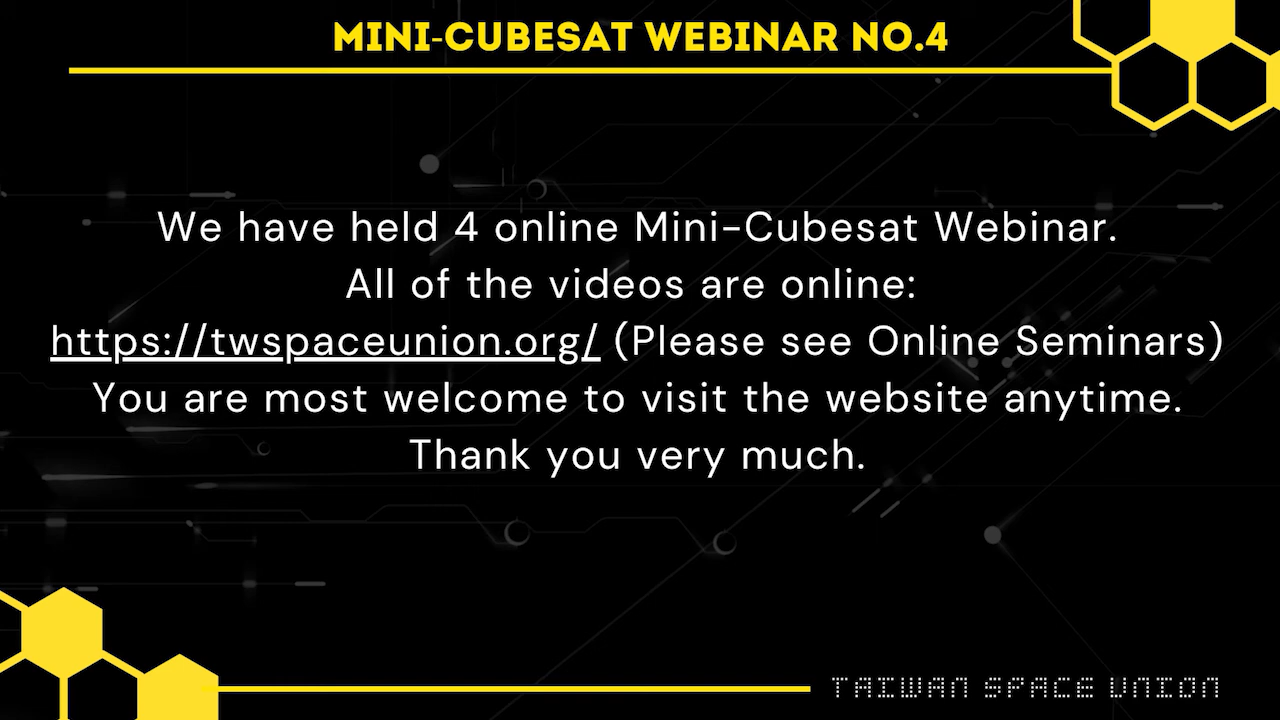 MINI-CUBESAT WEBINAR NO.4
We have held 4 online Mini-Cubesat Webinar.
All of the videos are online:
https://twspaceunion.org/ (Please see Online Seminars)
You are most welcome to visit the website anytime.
Thank you very much.
TAIWAN SPACE UNION